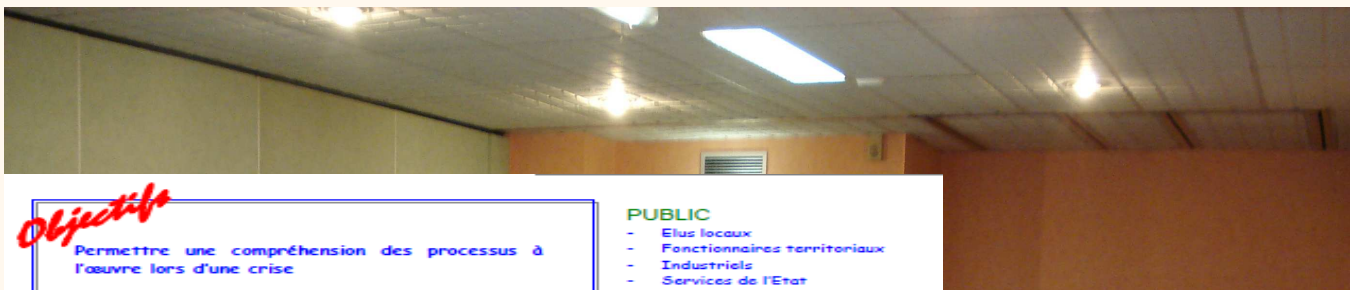 Objectifs
Permettre une compréhension des processus à
l'œuvre lors d'une crise
PUBLIC
- Elus locaux
- Fonctionnaires territoriaux
- Industriels
- Services de l'Etat